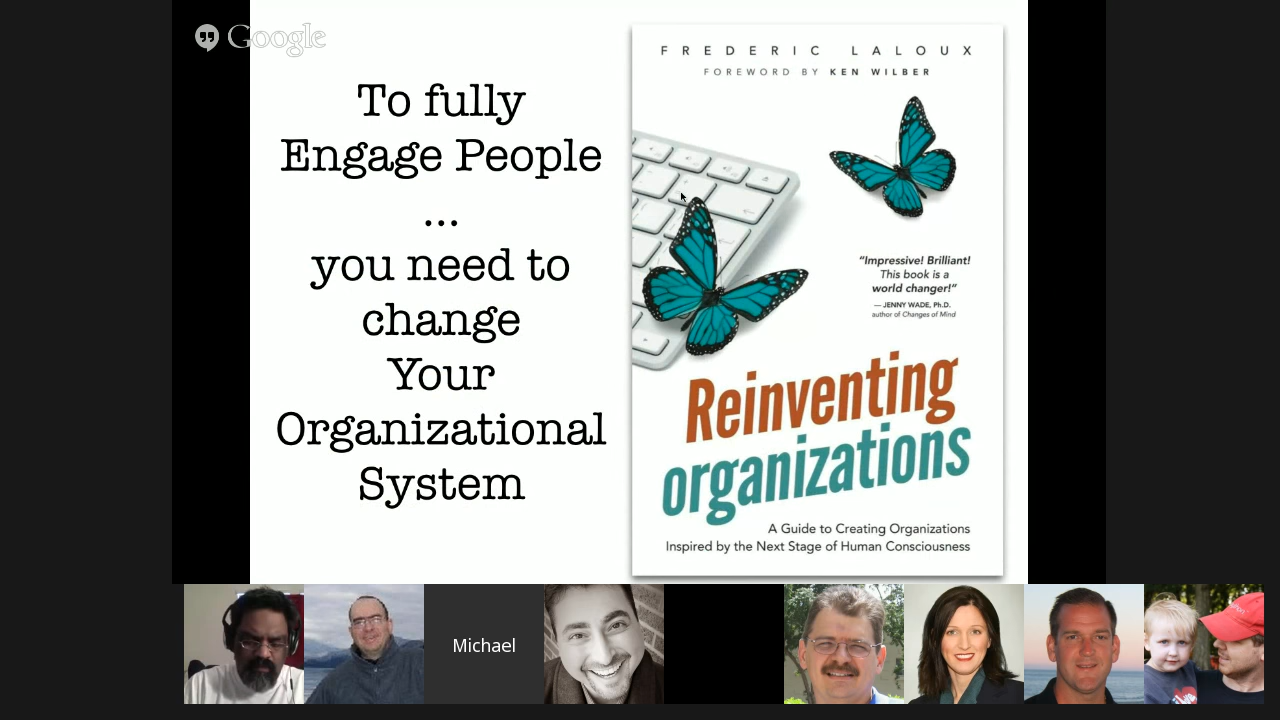 Google
To fully
Engage People
...
you need to
change
Your
Organizational
System
FREDERIC LALOUX
FOREWORD BY KEN WILBER
“Impressive! Brilliant!
This book is a
world changer!”
— JENNY WADE, Ph.D.
author of Changes of Mind
Reinventing
organizations
A Guide to Creating Organizations
Inspired by the Next Stage of Human Consciousness
Michael